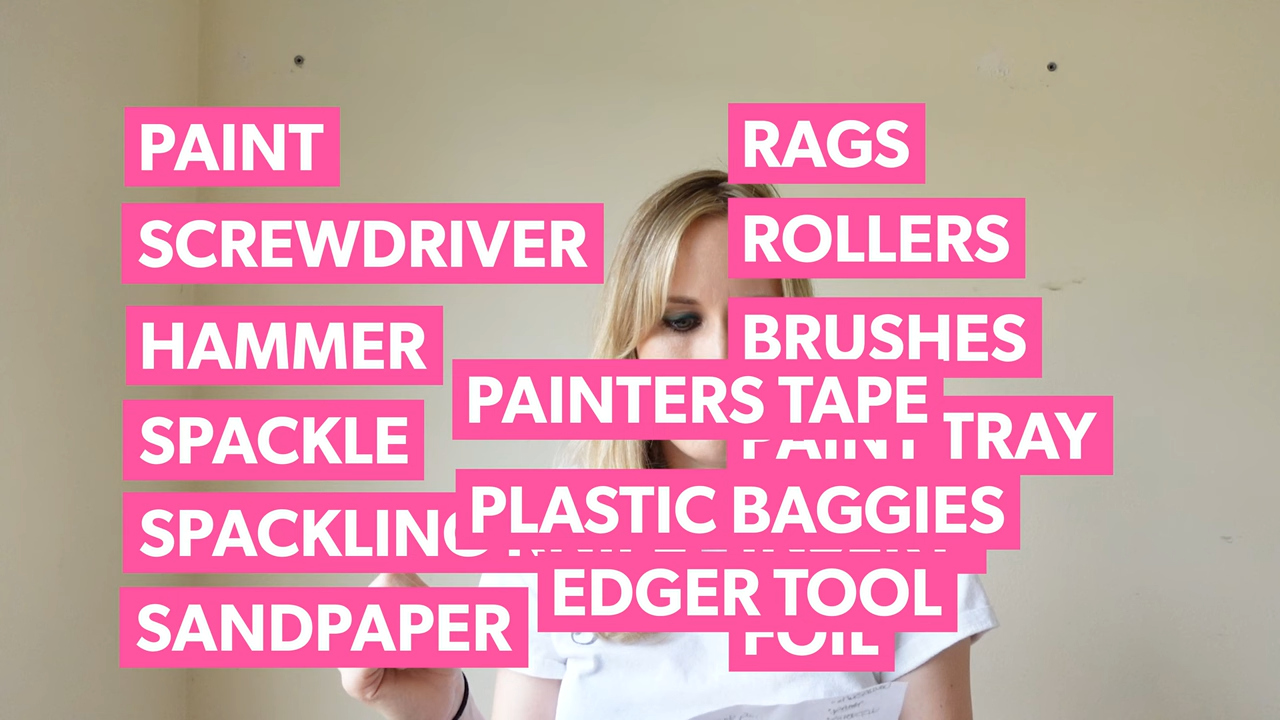 PAINT
SCREWDRIVER
HAMMER
SPACKLE
SPACKLING
SANDPAPER
RAGS
ROLLERS
BRUSHES
PAINT TRAY
FOIL
PAINTERS TAPE
PLASTIC BAGGIES
EDGER TOOL